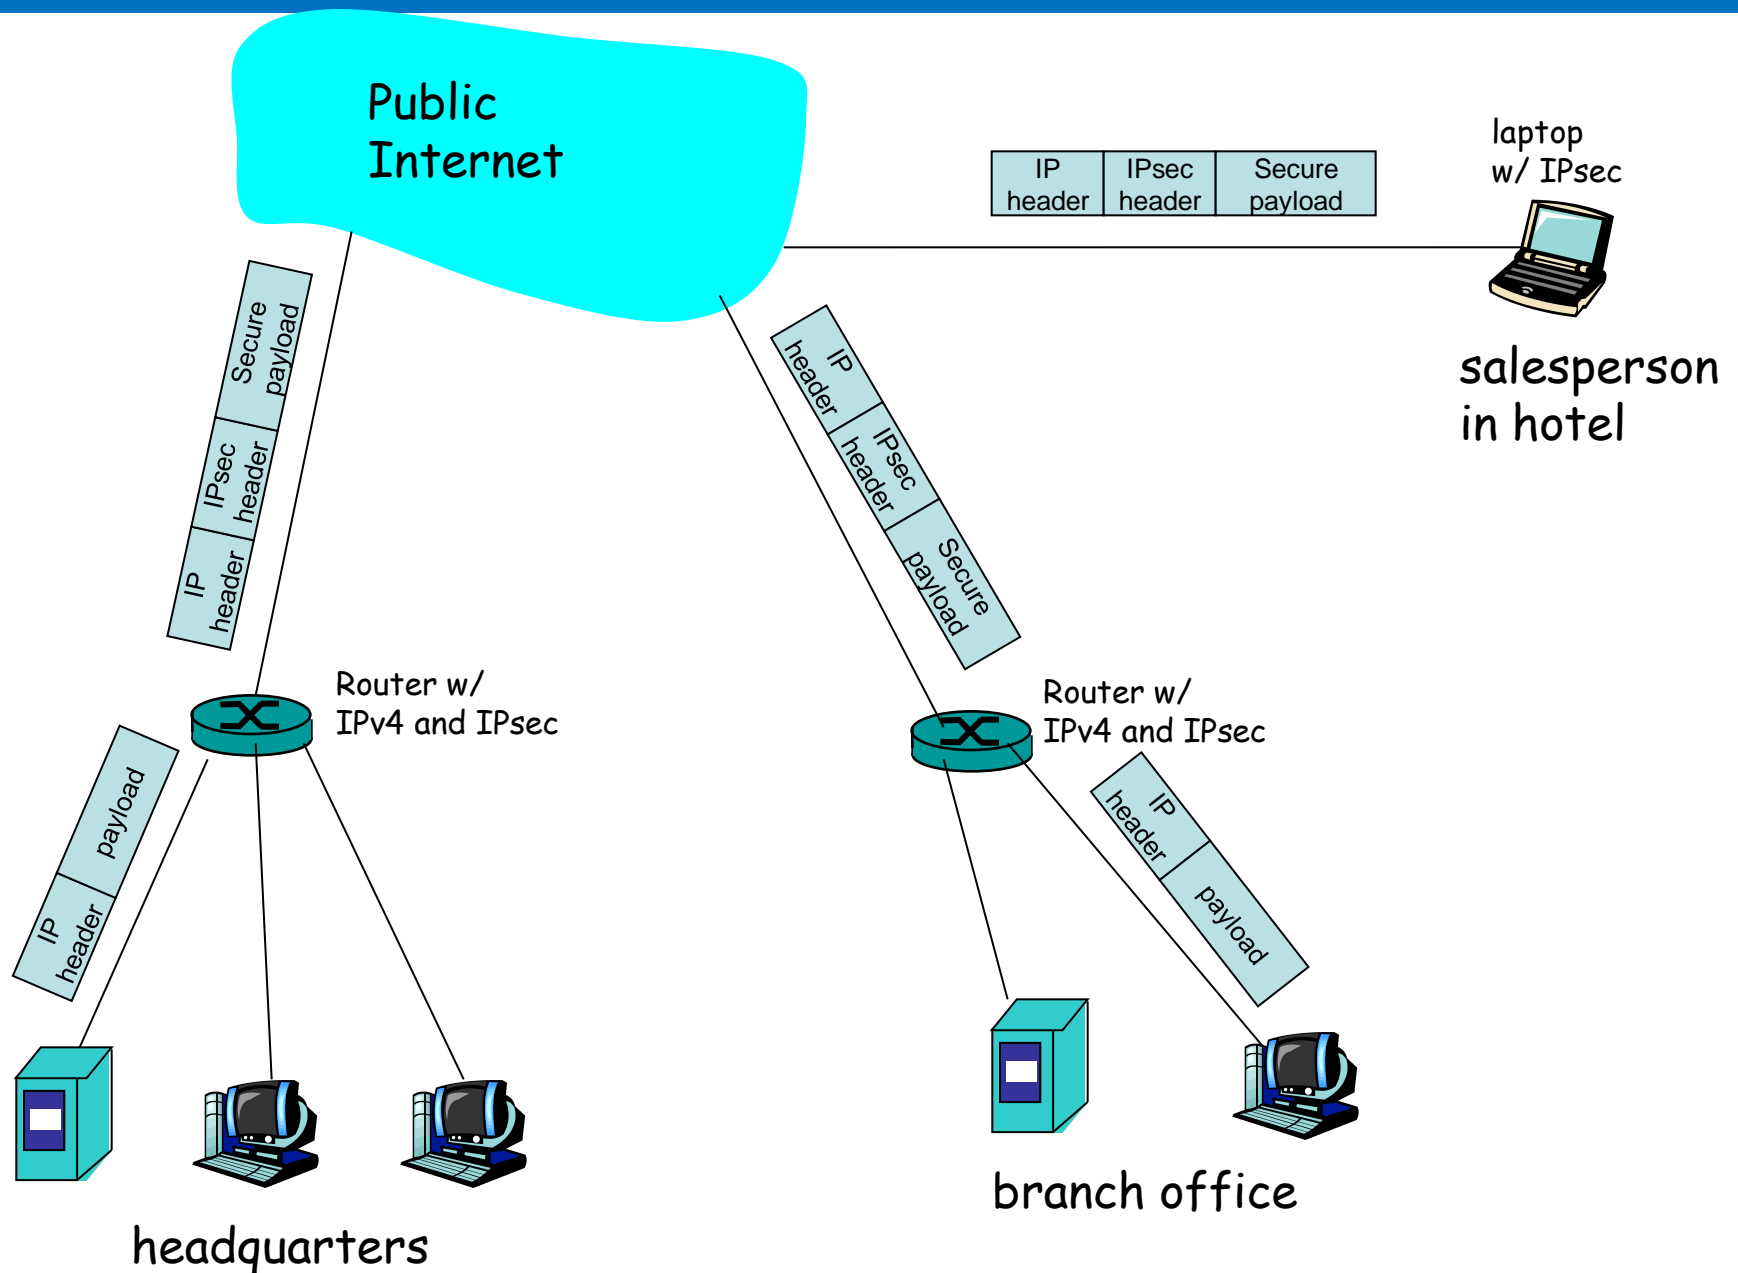 Public
Internet
IP
header
IPsec
header
Secure
payload
laptop
w/ IPsec
salesperson
in hotel
Secure
payload
IPsec
header
IP
header
IP
header
IPsec
header
Secure
payload
Router w/
IPv4 and IPsec
Router w/
IPv4 and IPsec
payload
IP
header
IP
header
payload
branch office
headquarters